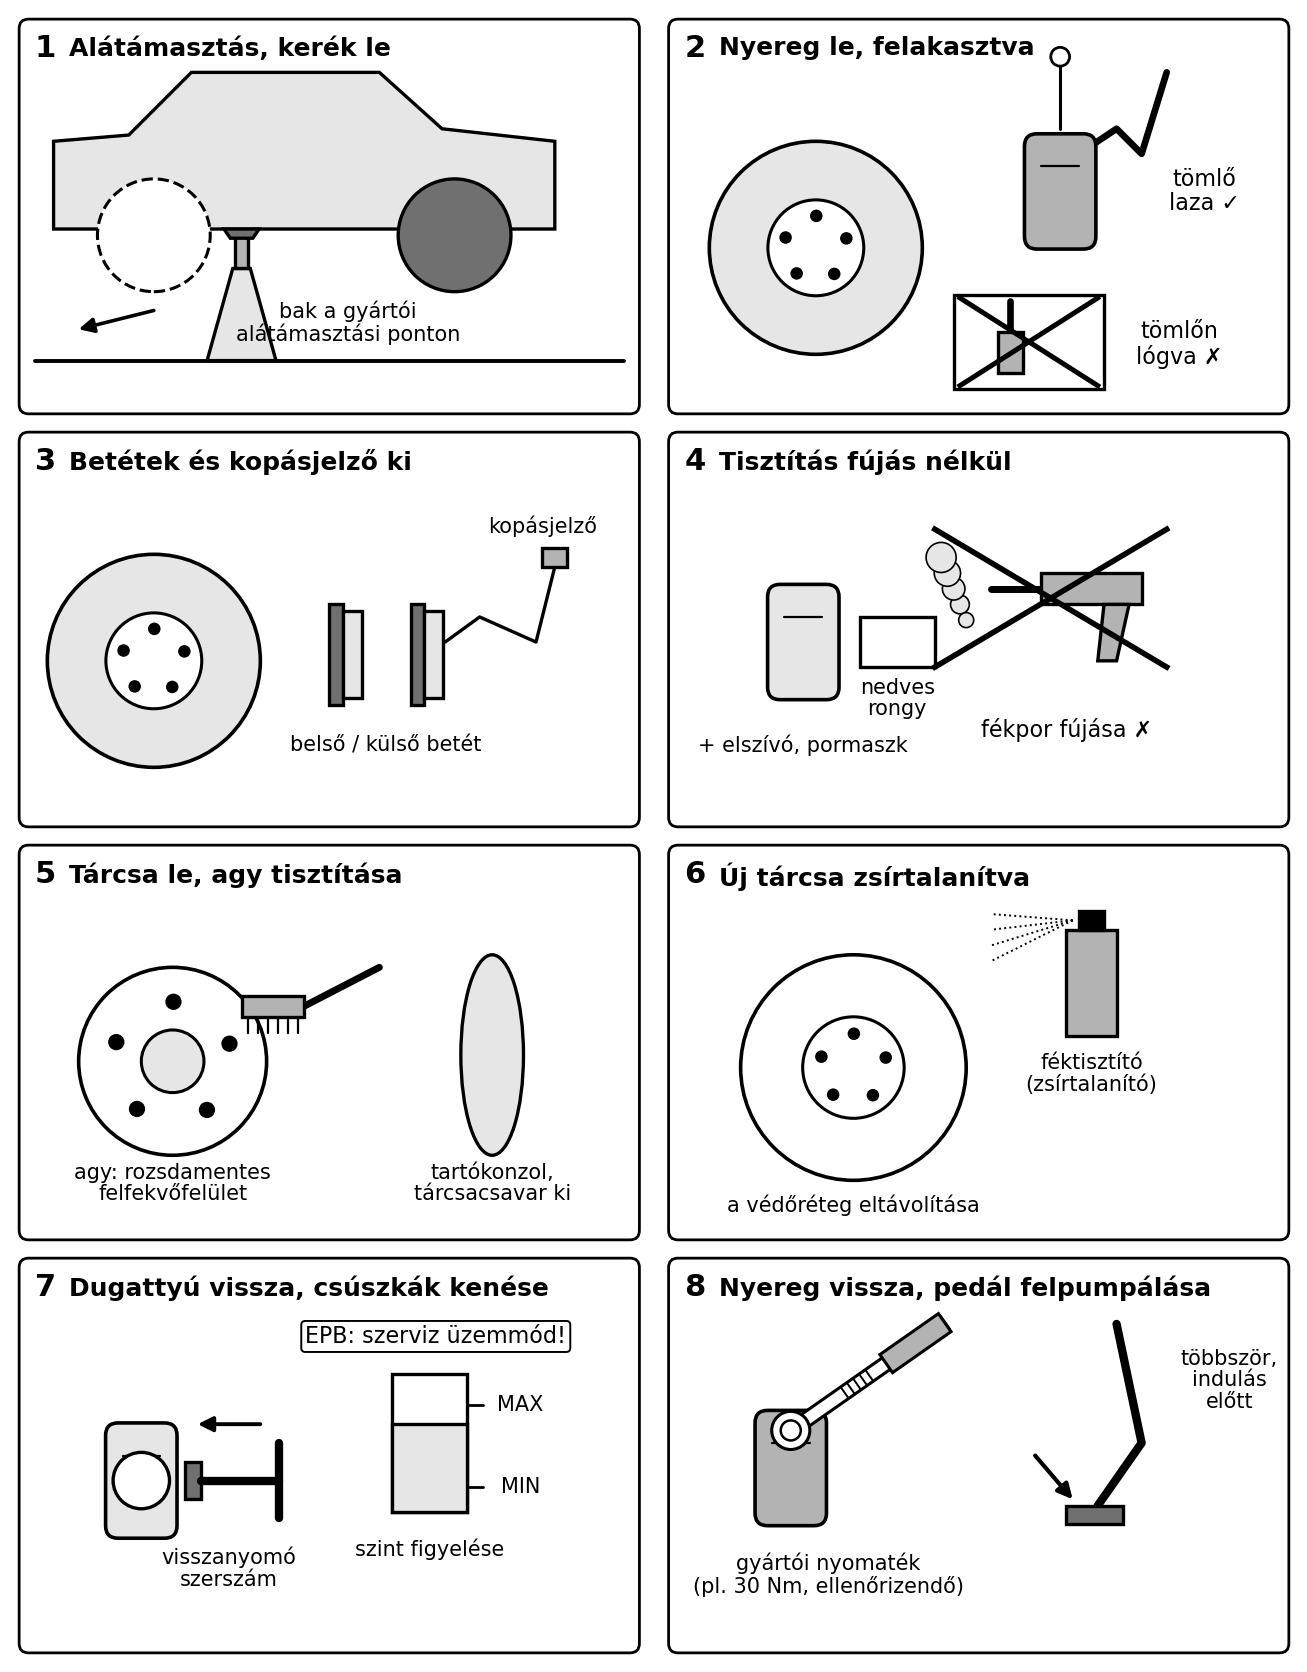 1 Alátámasztás, kerék le
bak a gyártói
alátámasztási ponton
2 Nyereg le, felakasztva
tömlő
laza ✓
tömlőn
lógva ✗
3 Betétek és kopásjelző ki
kopásjelző
belső / külső betét
4 Tisztítás fújás nélkül
nedves
rongy
+ elszívó, pormaszk
fékpor fújása ✗
5 Tárcsa le, agy tisztítása
agy: rozsdamentes
felfekvőfelület
tartókonzol,
tárcsacsavar ki
6 Új tárcsa zsírtalanítva
féktisztító
(zsírtalanító)
a védőréteg eltávolítása
7 Dugattyú vissza, csúszkák kenése
EPB: szerviz üzemmód!
MAX
MIN
visszanyomó
szerszám
szint figyelése
8 Nyereg vissza, pedál felpumpálása
többször,
indulás
előtt
gyártói nyomaték
(pl. 30 Nm, ellenőrizendő)